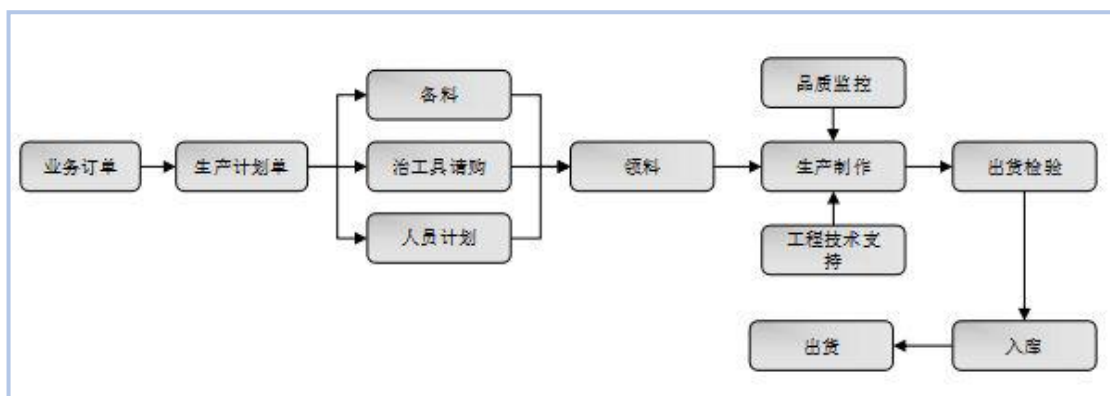 业务订单
生产计划单
备料
治工具请购
人员计划
领料
品质监控
生产制作
工程技术支
持
出货检验
入库
出货